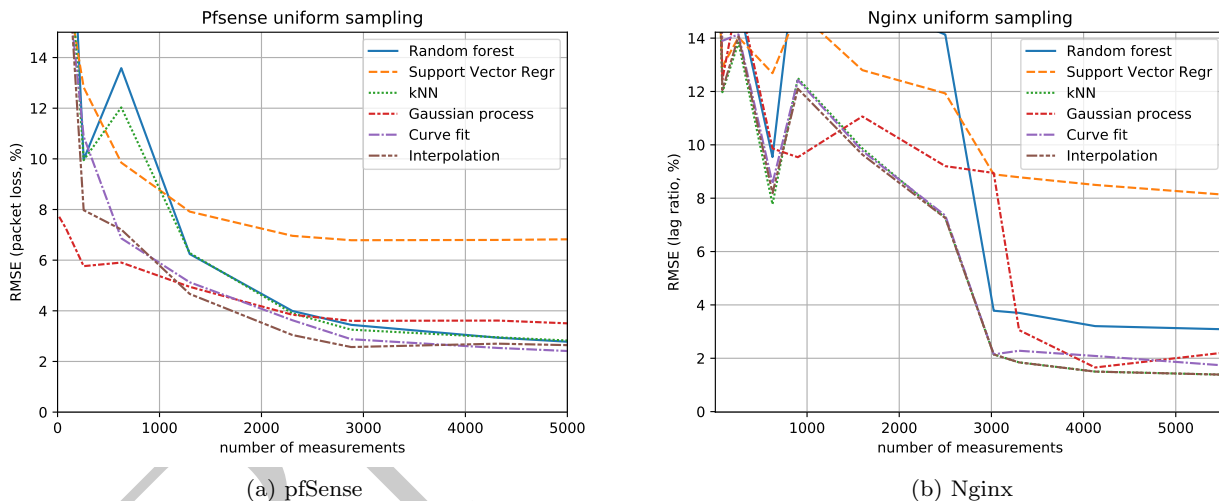 Pfsense uniform sampling
14
12
10
8
6
4
2
0
RMSE (packet loss, %)
Random forest
Support Vector Regr
kNN
Gaussian process
Curve fit
Interpolation
0 1000 2000 3000 4000 5000
number of measurements
(a) pfSense
Nginx uniform sampling
14
12
10
8
6
4
2
0
RMSE (lag ratio, %)
Random forest
Support Vector Regr
kNN
Gaussian process
Curve fit
Interpolation
1000 2000 3000 4000 5000
number of measurements
(b) Nginx